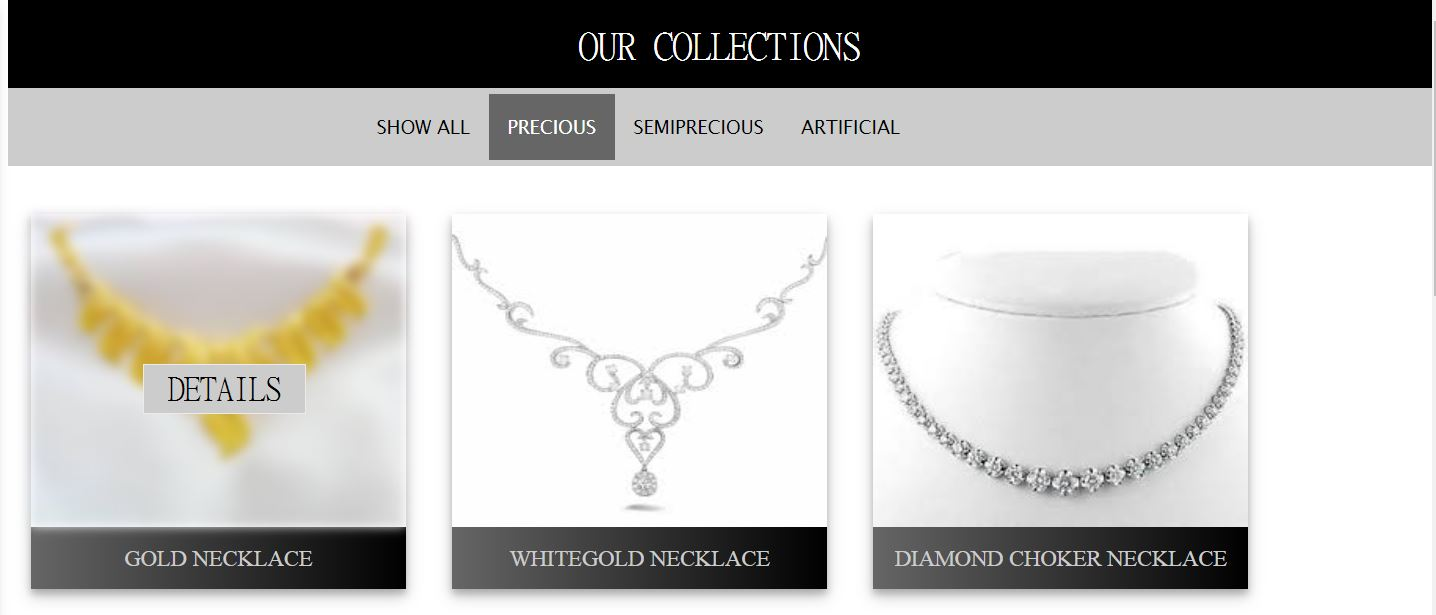 OUR COLLECTIONS
SHOW ALL PRECIOUS SEMIPRECIOUS ARTIFICIAL
DETAILS
GOLD NECKLACE WHITEGOLD NECKLACE DIAMOND CHOKER NECKLACE